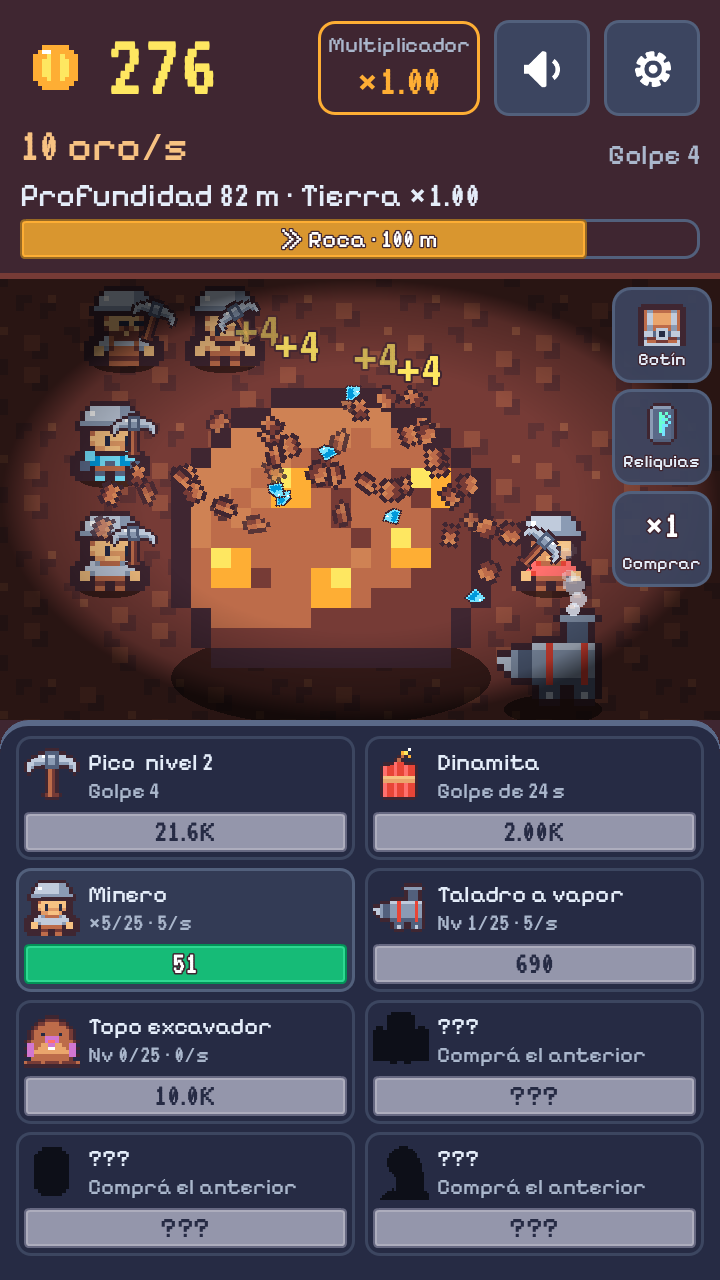 276
Multiplicador
×1.00
10 oro/s
Golpe 4
Profundidad 82 m · Tierra ×1.00
Roca · 100 m
+4
+4
+4
+4
Botín
Reliquias
×1
Comprar
Pico nivel 2
Golpe 4
21.6K
Dinamita
Golpe de 24 s
2.00K
Minero
×5/25 · 5/s
51
Taladro a vapor
Nv 1/25 · 5/s
690
Topo excavador
Nv 0/25 · 0/s
10.0K
???
Comprá el anterior
???
???
Comprá el anterior
???
???
Comprá el anterior
???